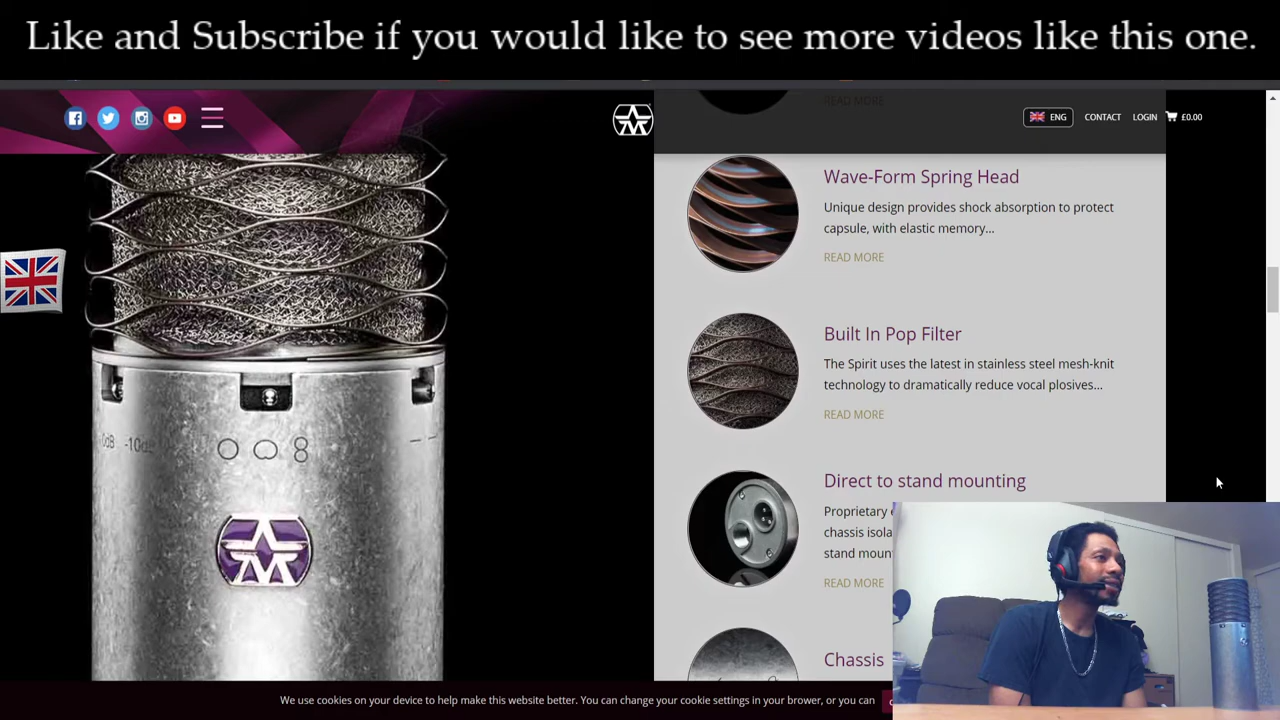 Like and Subscribe if you would like to see more videos like this one.
ENG
CONTACT
LOGIN
£0.00
READ MORE
Wave-Form Spring Head
Unique design provides shock absorption to protect
capsule, with elastic memory...
READ MORE
Built In Pop Filter
The Spirit uses the latest in stainless steel mesh-knit
technology to dramatically reduce vocal plosives...
READ MORE
-10d
8
Direct to stand mounting
Proprietary
chassis isola
stand moun
READ MORE
Chassis
We use cookies on your device to help make this website better. You can change your cookie settings in your brower, or you can